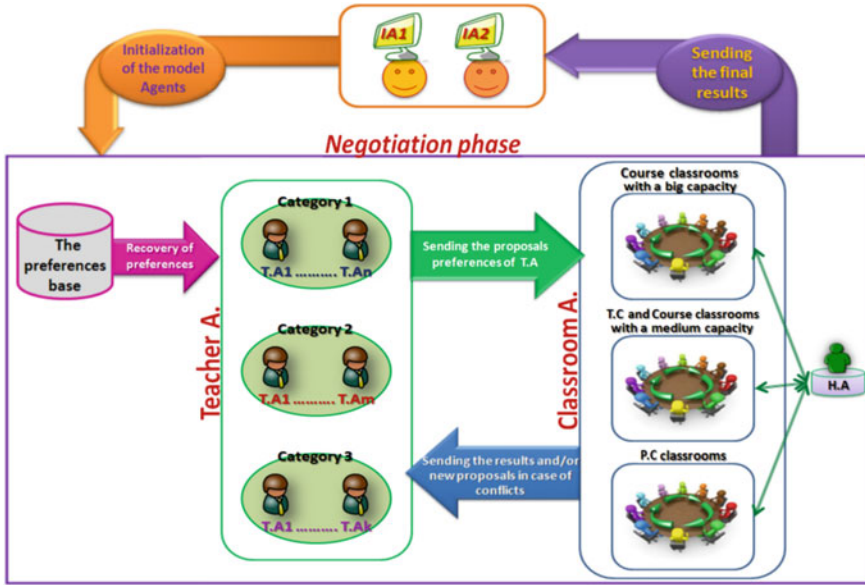 IA1
IA2
Initialization
of the model
Agents
Sending
the final
results
Negotiation phase
The
preferences
base
Recovery of
preferences
Teacher A.
Category 1
T.A1 .......... T.An
Category 2
T.A1 .......... T.Am
Category 3
T.A1 .......... T.Ak
Sending the proposals
preferences of T.A
Sending the results and/or
new proposals in case of
conflicts
Classroom A.
Course classrooms
with a big capacity
T.C and Course classrooms
with a medium capacity
P.C classrooms
H.A